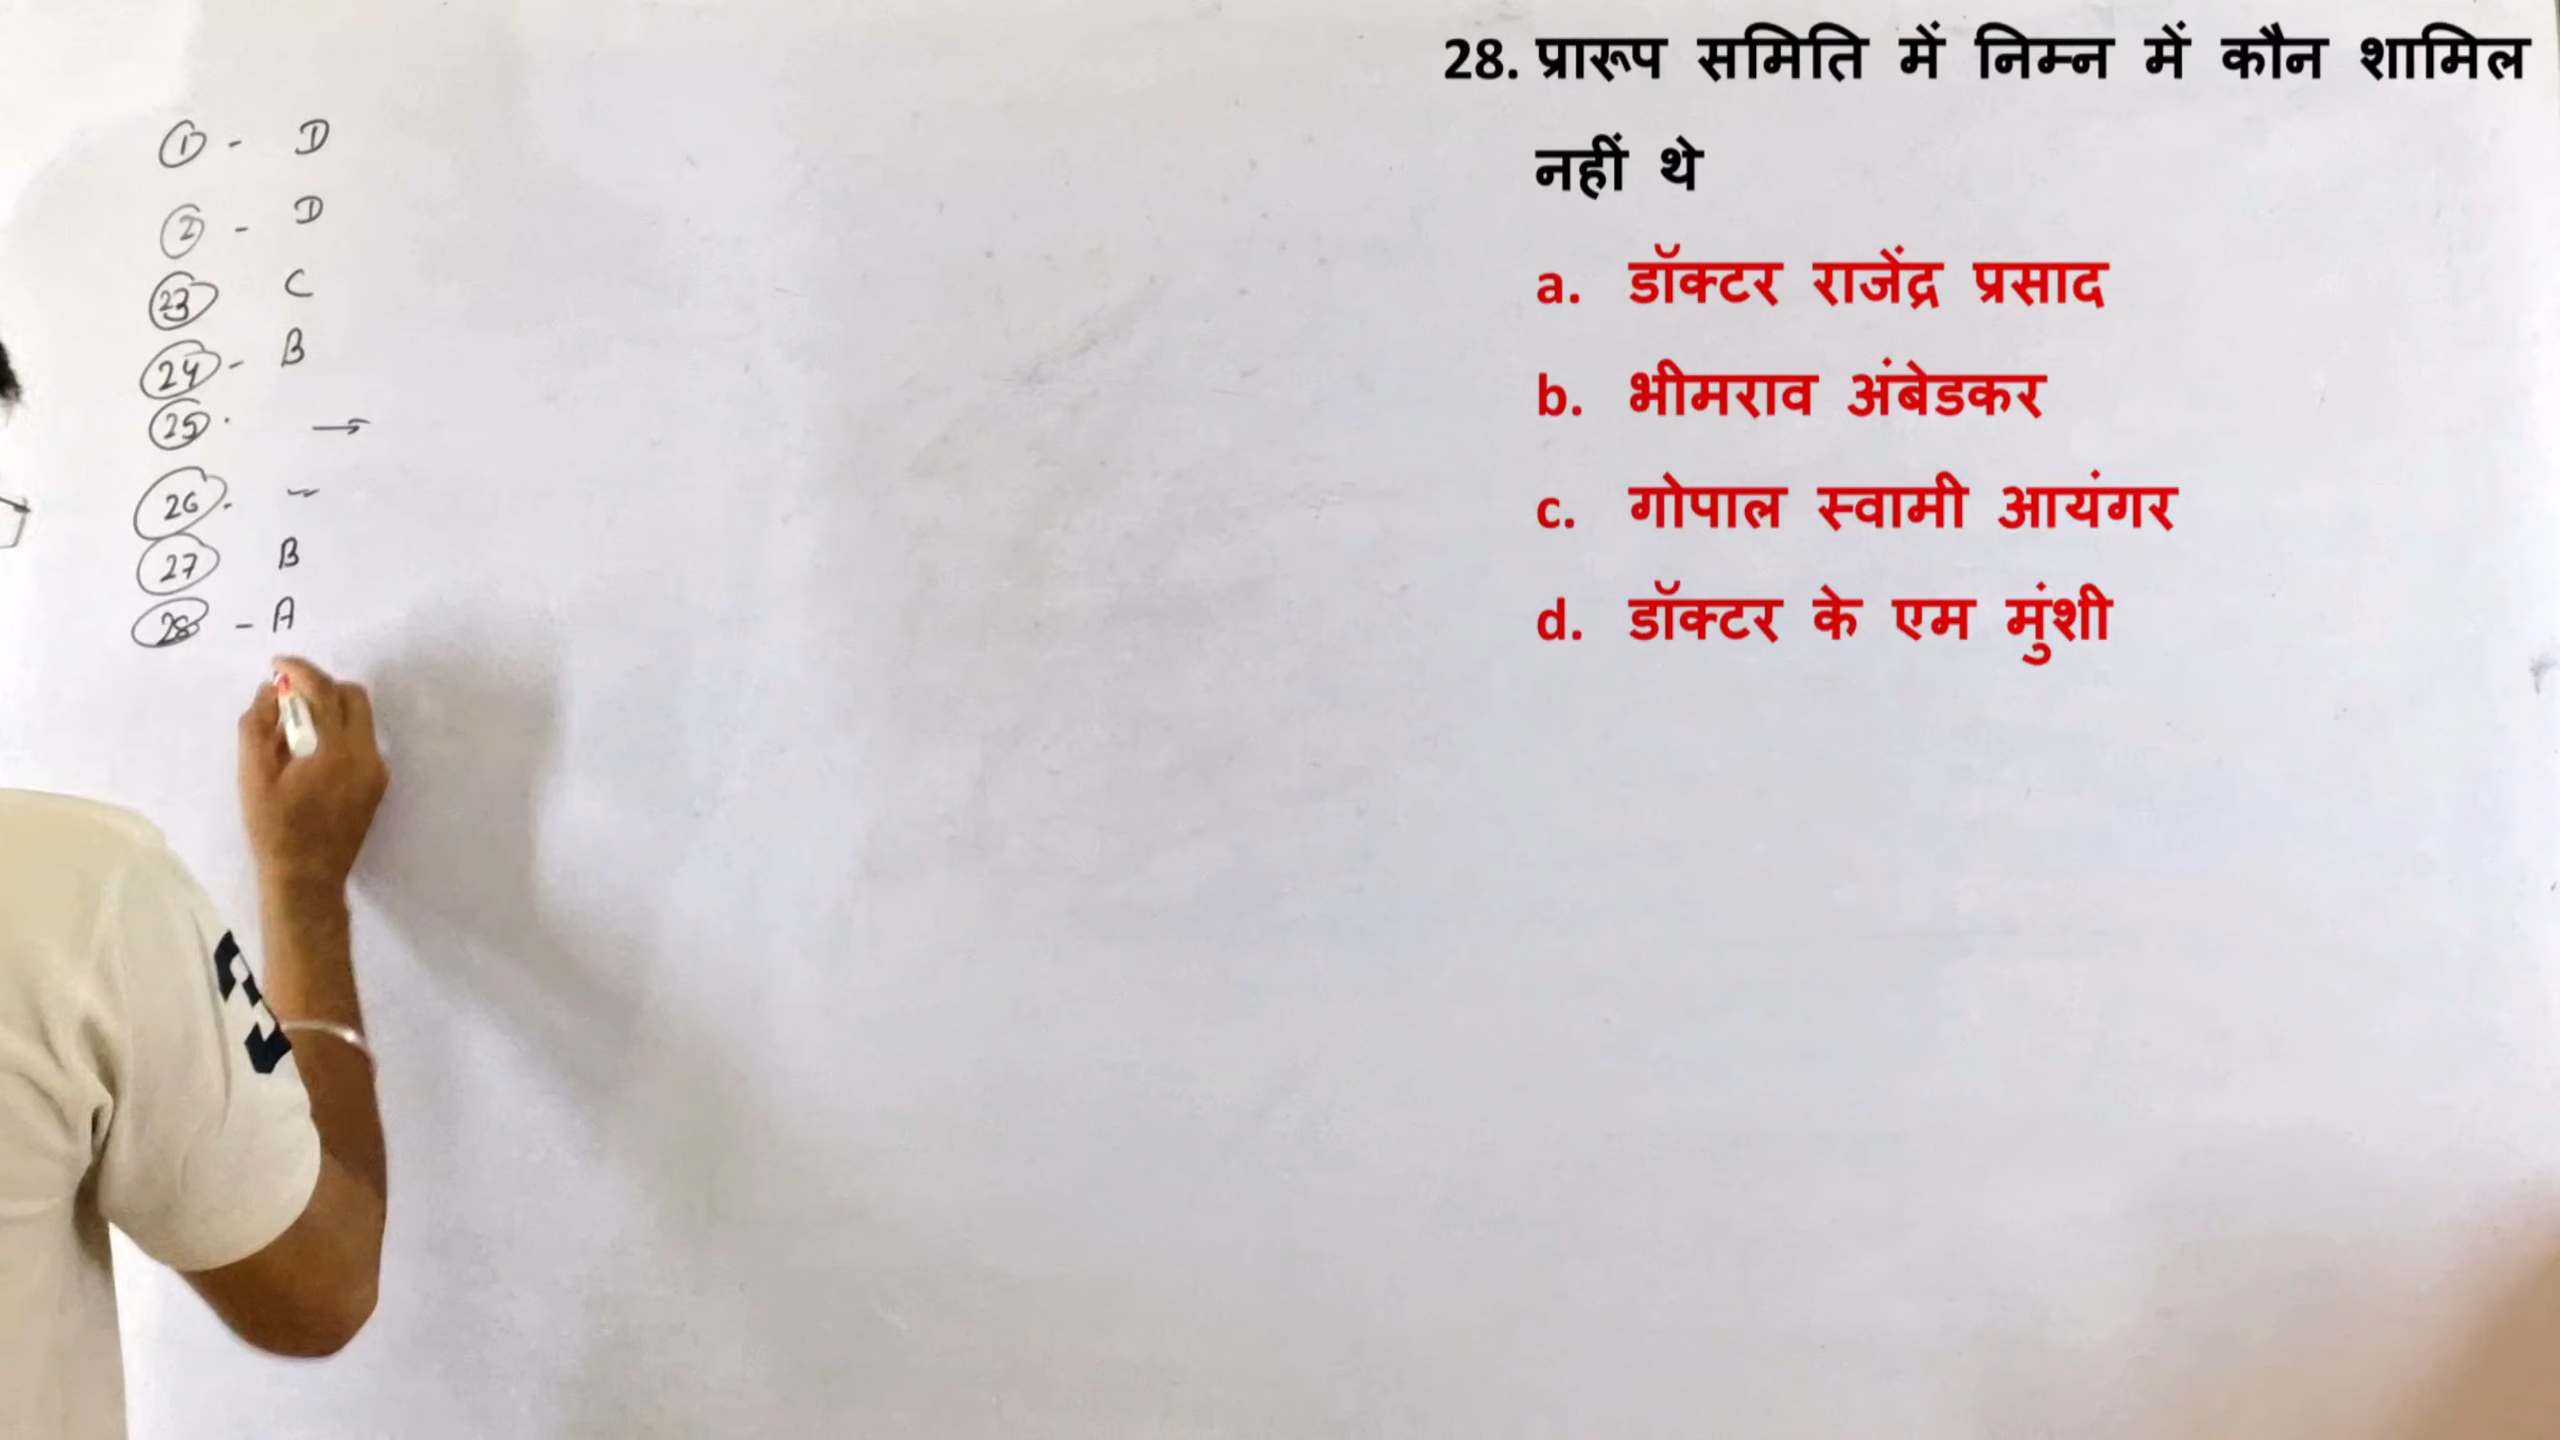 ① - D
② - D
㉓ C
㉔ - B
㉕ · →
㉖ . -
㉗ B
㉘ - A
28. प्रारूप समिति में निम्न में कौन शामिल
नहीं थे
a. डॉक्टर राजेंद्र प्रसाद
b. भीमराव अंबेडकर
c. गोपाल स्वामी आयंगर
d. डॉक्टर के एम मुंशी